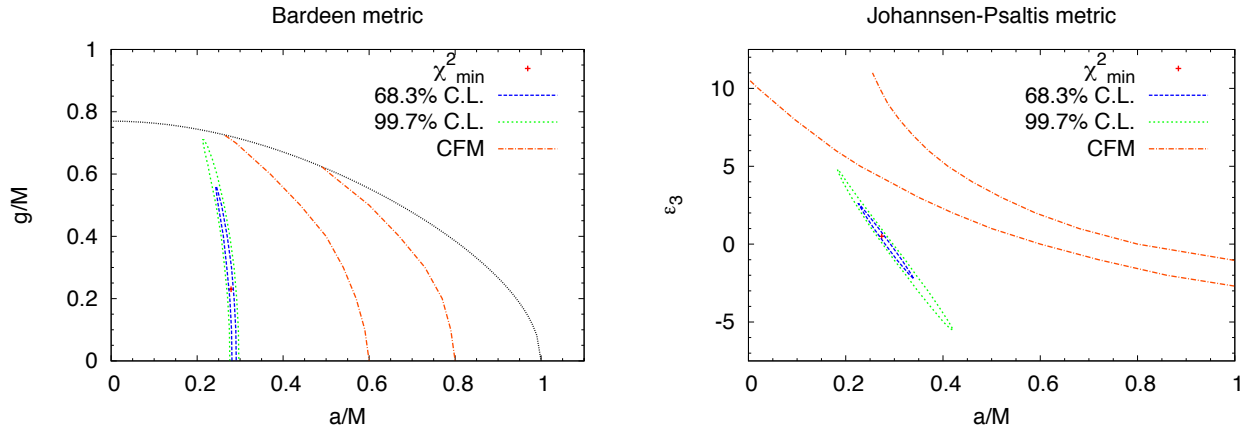 Bardeen metric
χ²min
68.3% C.L.
99.7% C.L.
CFM
1
0.8
0.6
0.4
0.2
0
g/M
0 0.2 0.4 0.6 0.8 1
a/M
Johannsen-Psaltis metric
χ²min
68.3% C.L.
99.7% C.L.
CFM
10
5
0
-5
ε3
0 0.2 0.4 0.6 0.8 1
a/M